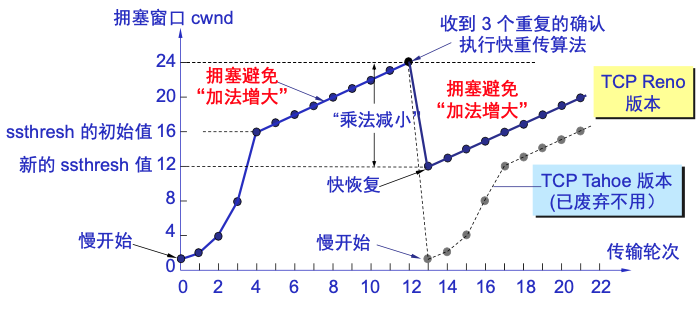 拥塞窗口 cwnd
收到 3 个重复的确认
执行快重传算法
24
20
16
12
8
4
0
拥塞避免
“加法增大”
拥塞避免
“加法增大”
TCP Reno
版本
“乘法减小”
ssthresh 的初始值
新的 ssthresh 值
快恢复
TCP Tahoe 版本
(已废弃不用）
慢开始
慢开始
传输轮次
0 2 4 6 8 10 12 14 16 18 20 22